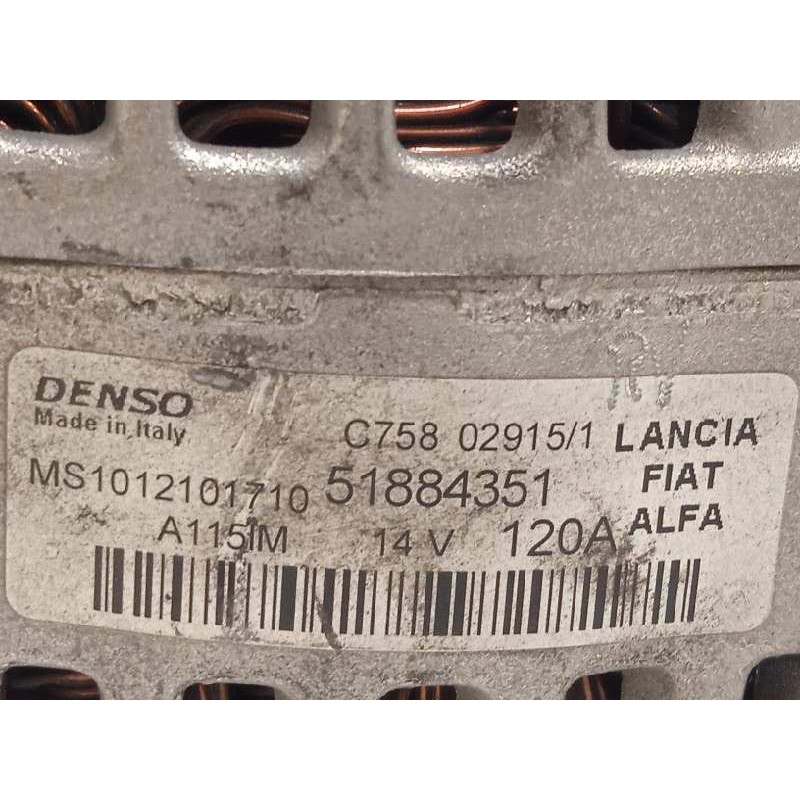 DENSO
Made in Italy
C758 02915/1 LANCIA
MS1012101710 51884351 FIAT
A115IM 14 V 120A ALFA